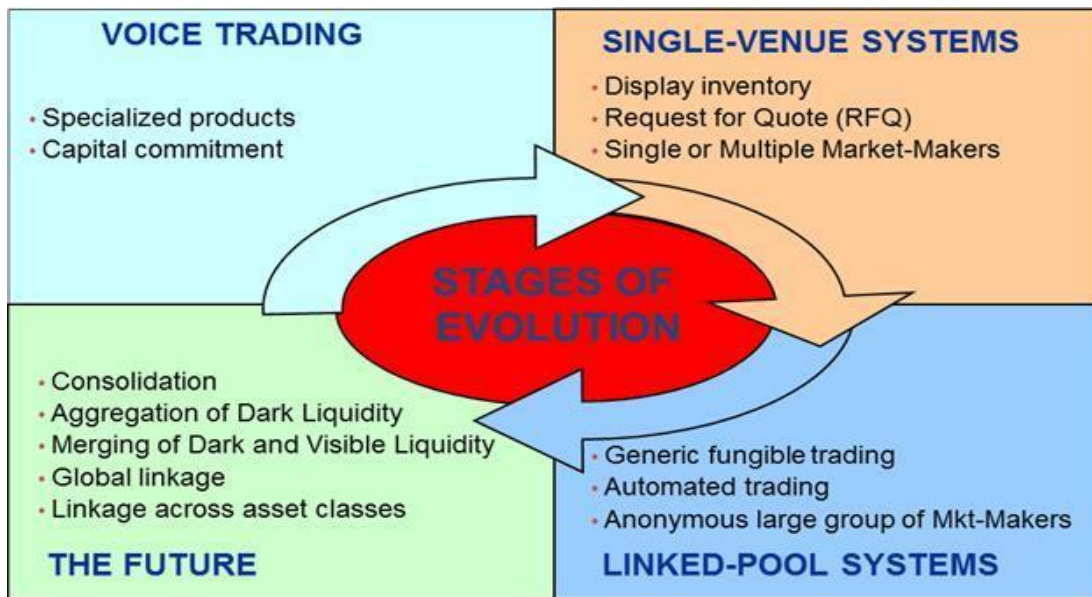 VOICE TRADING
• Specialized products
• Capital commitment
SINGLE-VENUE SYSTEMS
• Display inventory
• Request for Quote (RFQ)
• Single or Multiple Market-Makers
STAGES OF
EVOLUTION
• Consolidation
• Aggregation of Dark Liquidity
• Merging of Dark and Visible Liquidity
• Global linkage
• Linkage across asset classes
THE FUTURE
• Generic fungible trading
• Automated trading
• Anonymous large group of Mkt-Makers
LINKED-POOL SYSTEMS